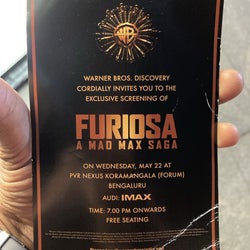 WB
WARNER BROS. DISCOVERY
CORDIALLY INVITES YOU TO THE
EXCLUSIVE SCREENING OF
FURIOSA
A MAD MAX SAGA
ON WEDNESDAY, MAY 22 AT
PVR NEXUS KORAMANGALA (FORUM)
BENGALURU
AUDI: IMAX
TIME: 7.00 PM ONWARDS
FREE SEATING